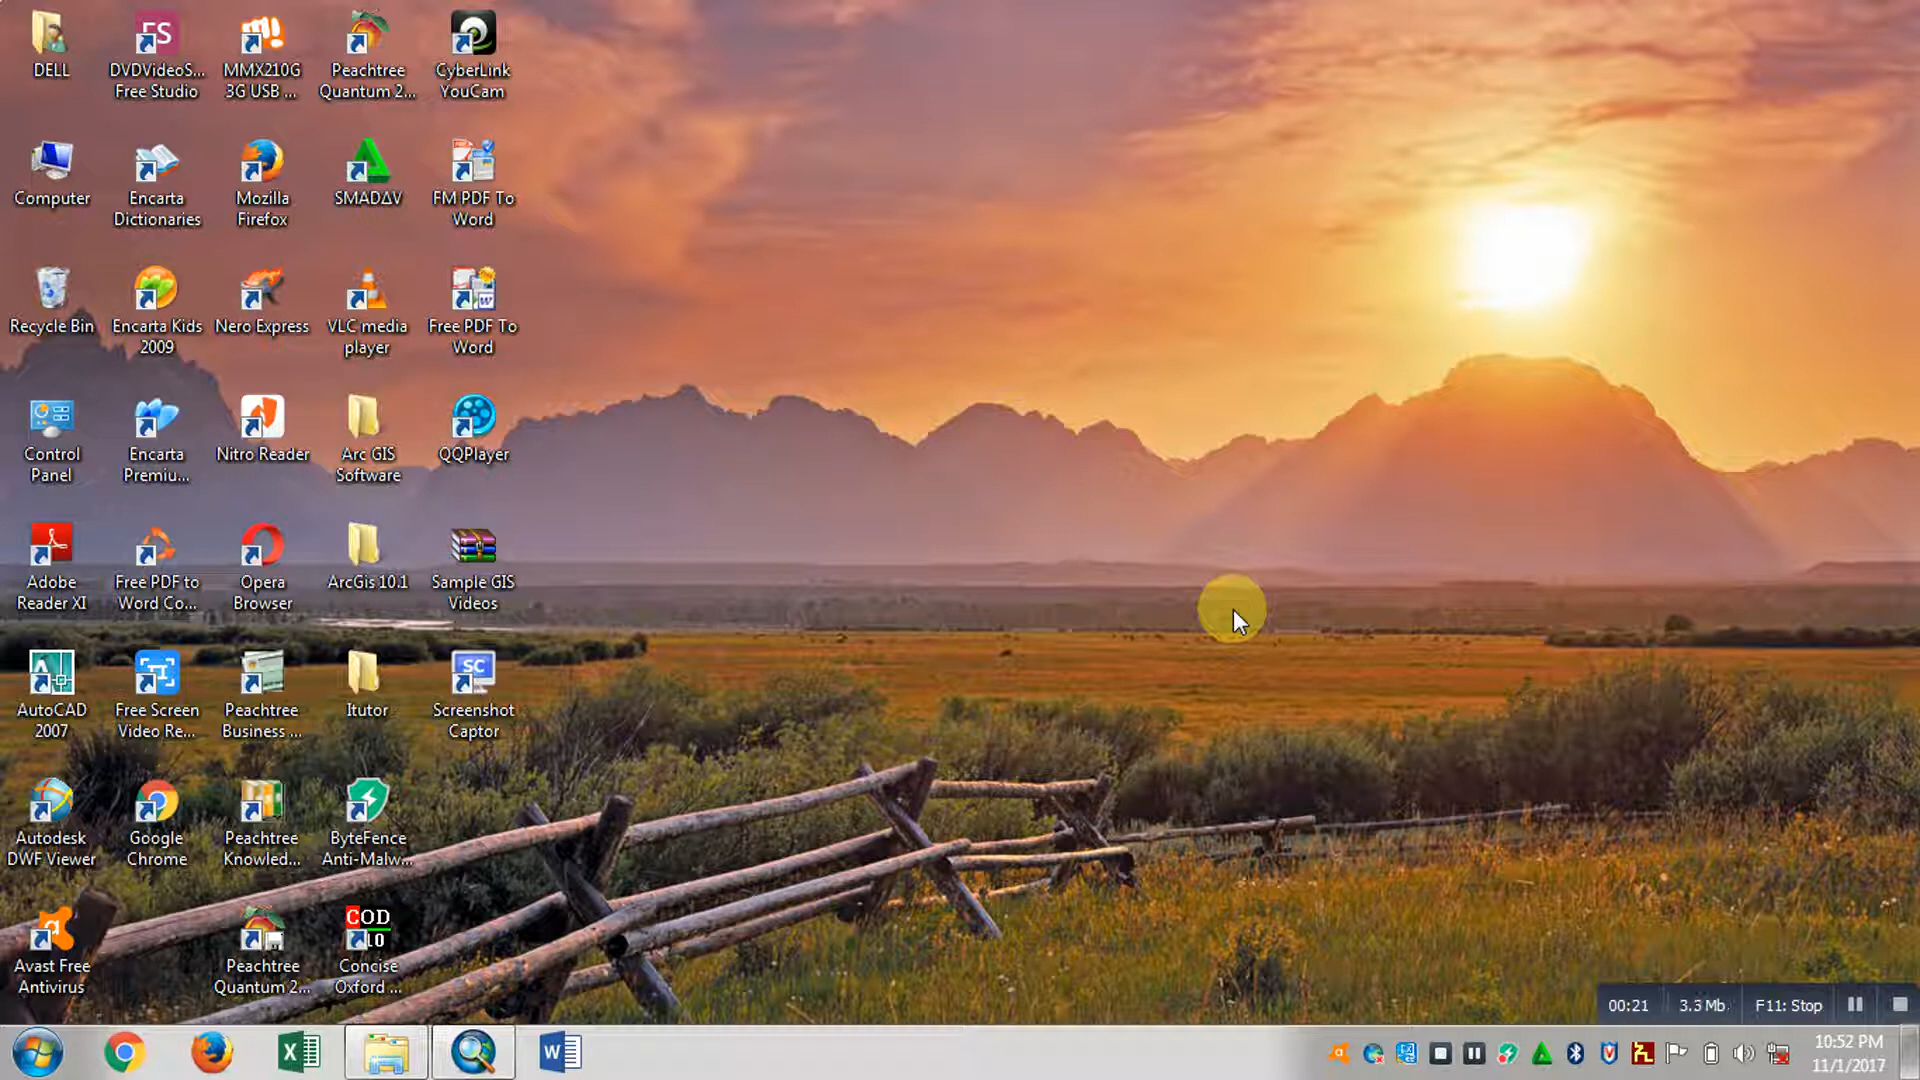 DELL
DVDVideoS...
Free Studio
MMX210G
3G USB ...
Peachtree
Quantum 2...
CyberLink
YouCam
Computer
Encarta
Dictionaries
Mozilla
Firefox
SMADΔV
FM PDF To
Word
Recycle Bin
Encarta Kids
2009
Nero Express
VLC media
player
Free PDF To
Word
Control
Panel
Encarta
Premiu...
Nitro Reader
Arc GIS
Software
QQPlayer
Adobe
Reader XI
Free PDF to
Word Co...
Opera
Browser
ArcGis 10.1
Sample GIS
Videos
AutoCAD
2007
Free Screen
Video Re...
Peachtree
Business ...
Itutor
Screenshot
Captor
Autodesk
DWF Viewer
Google
Chrome
Peachtree
Knowled...
ByteFence
Anti-Malw...
Avast Free
Antivirus
Peachtree
Quantum 2...
Concise
Oxford ...
FS
SC
COD
10
00:21
3.3 Mb
F11: Stop
10:52 PM
11/1/2017